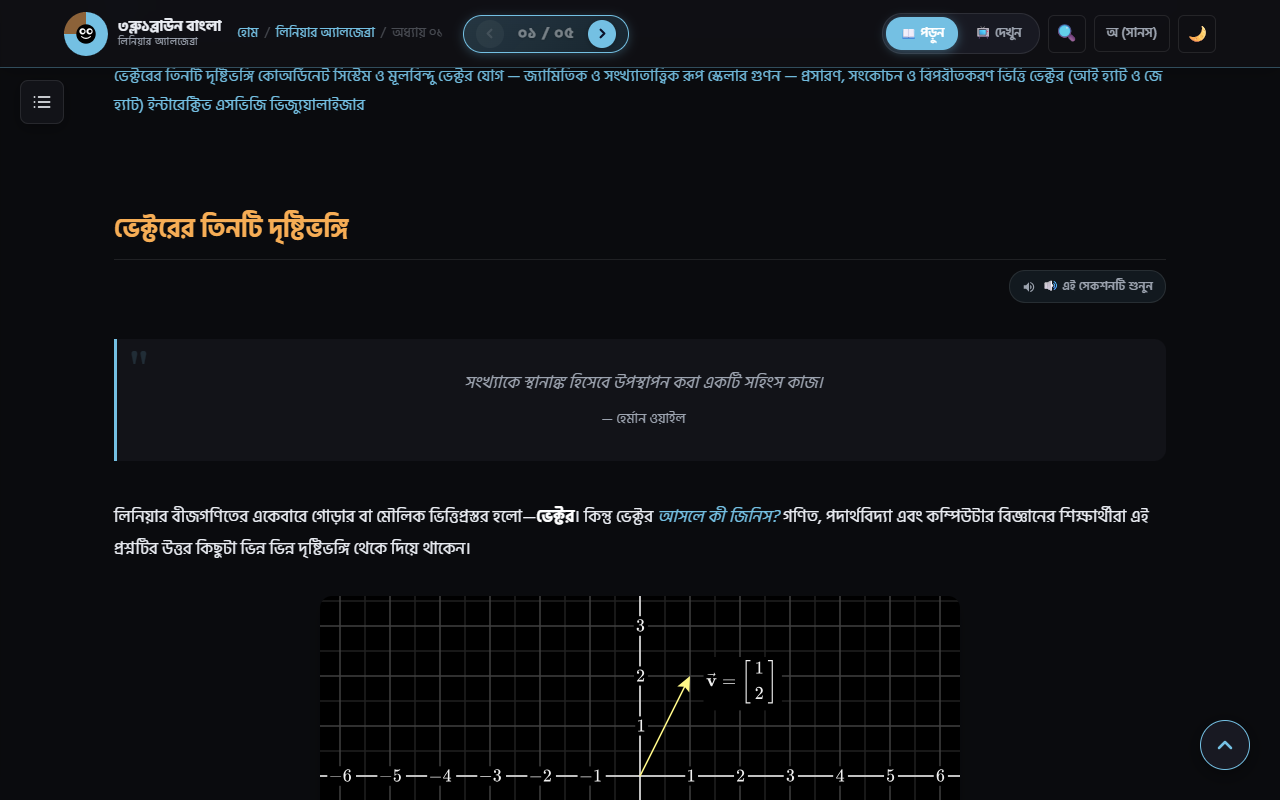 ৩ব্লু১ব্রাউন বাংলা
লিনিয়ার অ্যালজেব্রা
হোম / লিনিয়ার অ্যালজেব্রা / অধ্যায় ০১
০১ / ০৫
পড়ুন
দেখুন
অ (সানস)
ভেক্টরের তিনটি দৃষ্টিভঙ্গি কোঅর্ডিনেট সিস্টেম ও মূলবিন্দু ভেক্টর যোগ — জ্যামিতিক ও সংখ্যাতাত্ত্বিক রূপ স্কেলার গুণন — প্রসারণ, সংকোচন ও বিপরীতকরণ ভিত্তি ভেক্টর (আই হ্যাট ও জে
হ্যাট) ইন্টারেক্টিভ এসভিজি ভিজ্যুয়ালাইজার
ভেক্টরের তিনটি দৃষ্টিভঙ্গি
এই সেকশনটি শুনুন
"
সংখ্যাকে স্থানাঙ্ক হিসেবে উপস্থাপন করা একটি সহিংস কাজ।
— হের্মান ওয়াইল
লিনিয়ার বীজগণিতের একেবারে গোড়ার বা মৌলিক ভিত্তিপ্রস্তর হলো—ভেক্টর। কিন্তু ভেক্টর আসলে কী জিনিস? গণিত, পদার্থবিদ্যা এবং কম্পিউটার বিজ্ঞানের শিক্ষার্থীরা এই
প্রশ্নটির উত্তর কিছুটা ভিন্ন ভিন্ন দৃষ্টিভঙ্গি থেকে দিয়ে থাকেন।
3
2
v⃗ = [1 2]
1
−6 −5 −4 −3 −2 −1 1 2 3 4 5 6